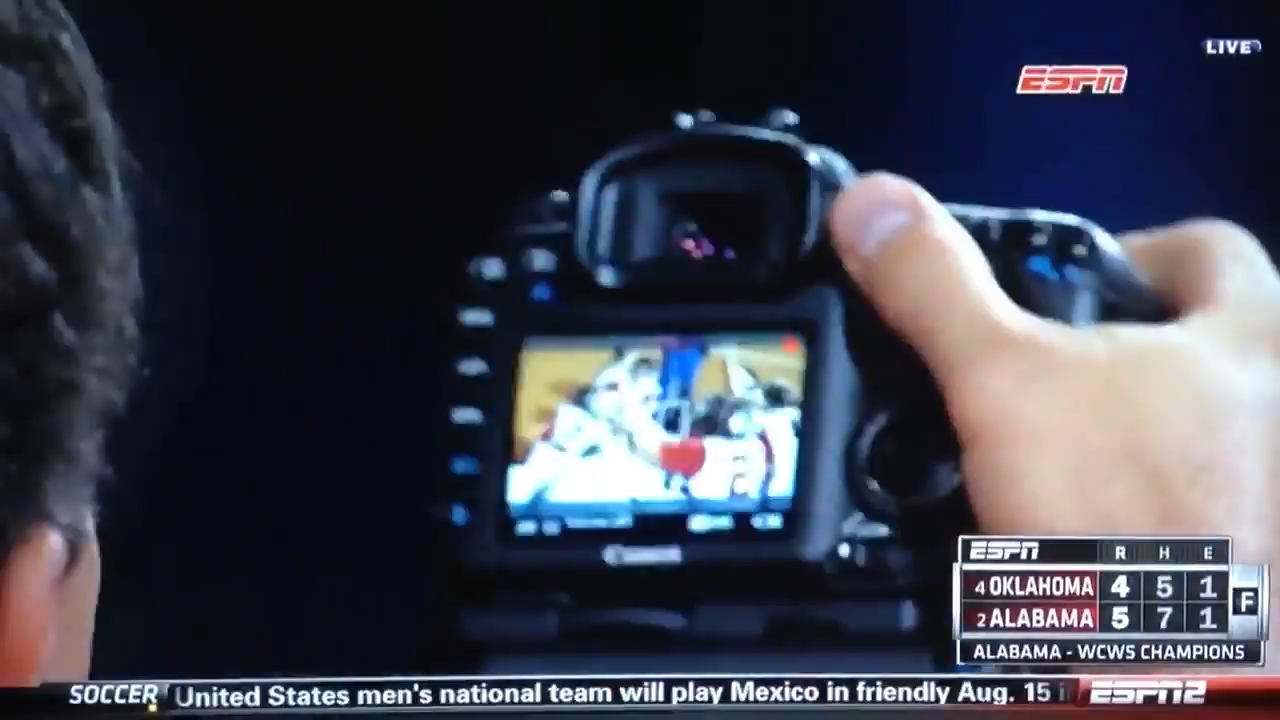 LIVE
ESPN
Canon
ESPN R H E
4 OKLAHOMA 4 5 1
2 ALABAMA 5 7 1
F
ALABAMA - WCWS CHAMPIONS
SOCCER United States men's national team will play Mexico in friendly Aug. 15 i
ESPN2